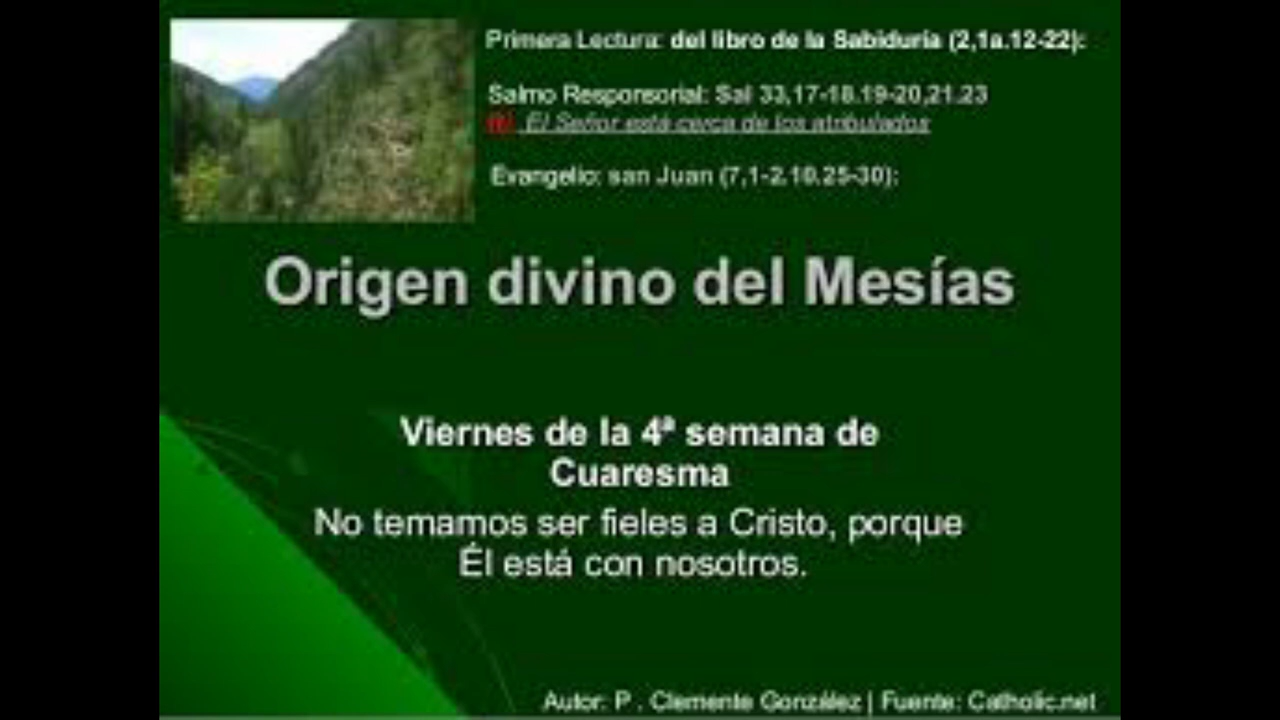 Primera Lectura: del libro de la Sabiduría (2,1a.12-22):
Salmo Responsorial: Sal 33,17-18.19-20,21.23
R/ El Señor está cerca de los atribulados
Evangelio: san Juan (7,1-2.10.25-30):
Origen divino del Mesías
Viernes de la 4ª semana de
Cuaresma
No temamos ser fieles a Cristo, porque
Él está con nosotros.
Autor: P . Clemente González | Fuente: Catholic.net